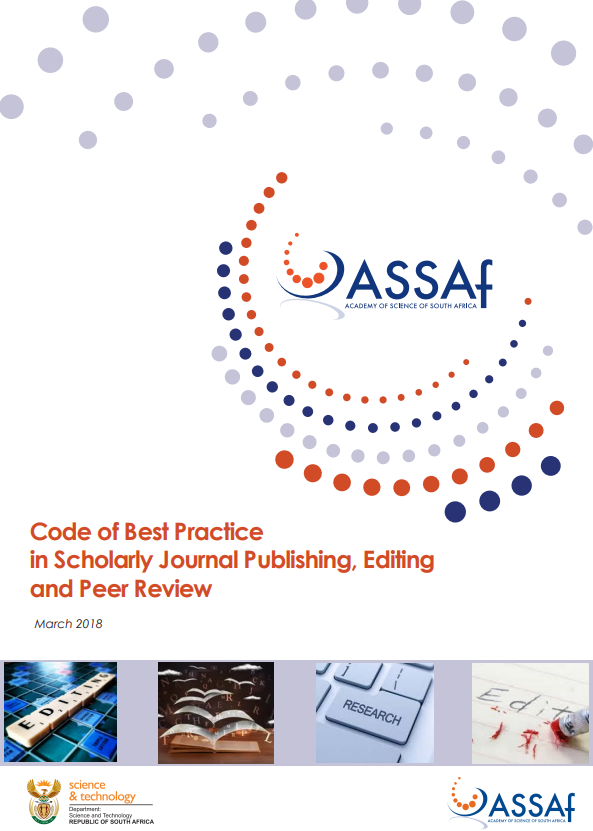 ASSAf
ACADEMY OF SCIENCE OF SOUTH AFRICA
Code of Best Practice
in Scholarly Journal Publishing, Editing
and Peer Review
March 2018
EDITING
RESEARCH
Edit
science
& technology
Department:
Science and Technology
REPUBLIC OF SOUTH AFRICA
ASSAf
ACADEMY OF SCIENCE OF SOUTH AFRICA